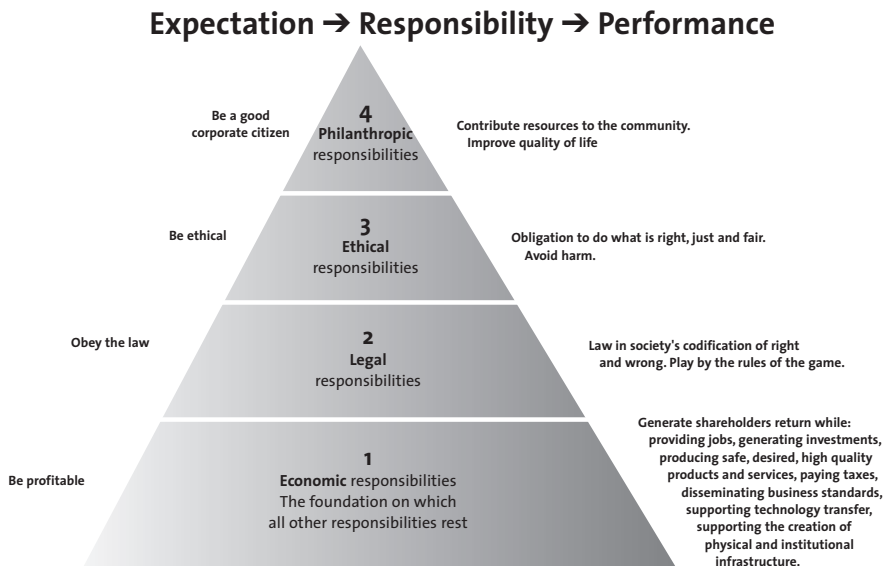 Expectation → Responsibility → Performance
Be a good
corporate citizen
4
Philanthropic
responsibilities
Contribute resources to the community.
Improve quality of life
Be ethical
3
Ethical
responsibilities
Obligation to do what is right, just and fair.
Avoid harm.
Obey the law
2
Legal
responsibilities
Law in society's codification of right
and wrong. Play by the rules of the game.
Be profitable
1
Economic responsibilities
The foundation on which
all other responsibilities rest
Generate shareholders return while:
providing jobs, generating investments,
producing safe, desired, high quality
products and services, paying taxes,
disseminating business standards,
supporting technology transfer,
supporting the creation of
physical and institutional
infrastructure.